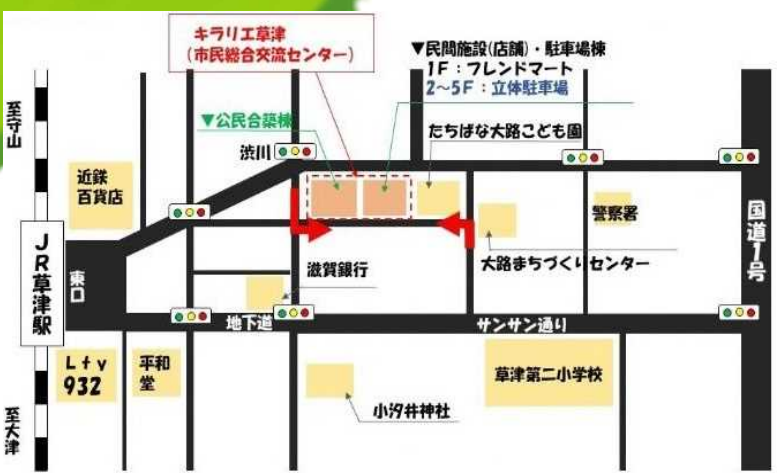 キラリエ草津
(市民総合交流センター)
▼民間施設(店舗)・駐車場棟
1F:フレンドマート
2~5F:立体駐車場
▼公民合築棟
たちばな大路こども園
渋川
至守山
近鉄
百貨店
警察署
国道1号
JR草津駅
東口
大路まちづくりセンター
滋賀銀行
地下道
サンサン通り
Lty
932
平和
堂
草津第二小学校
小汐井神社
至大津